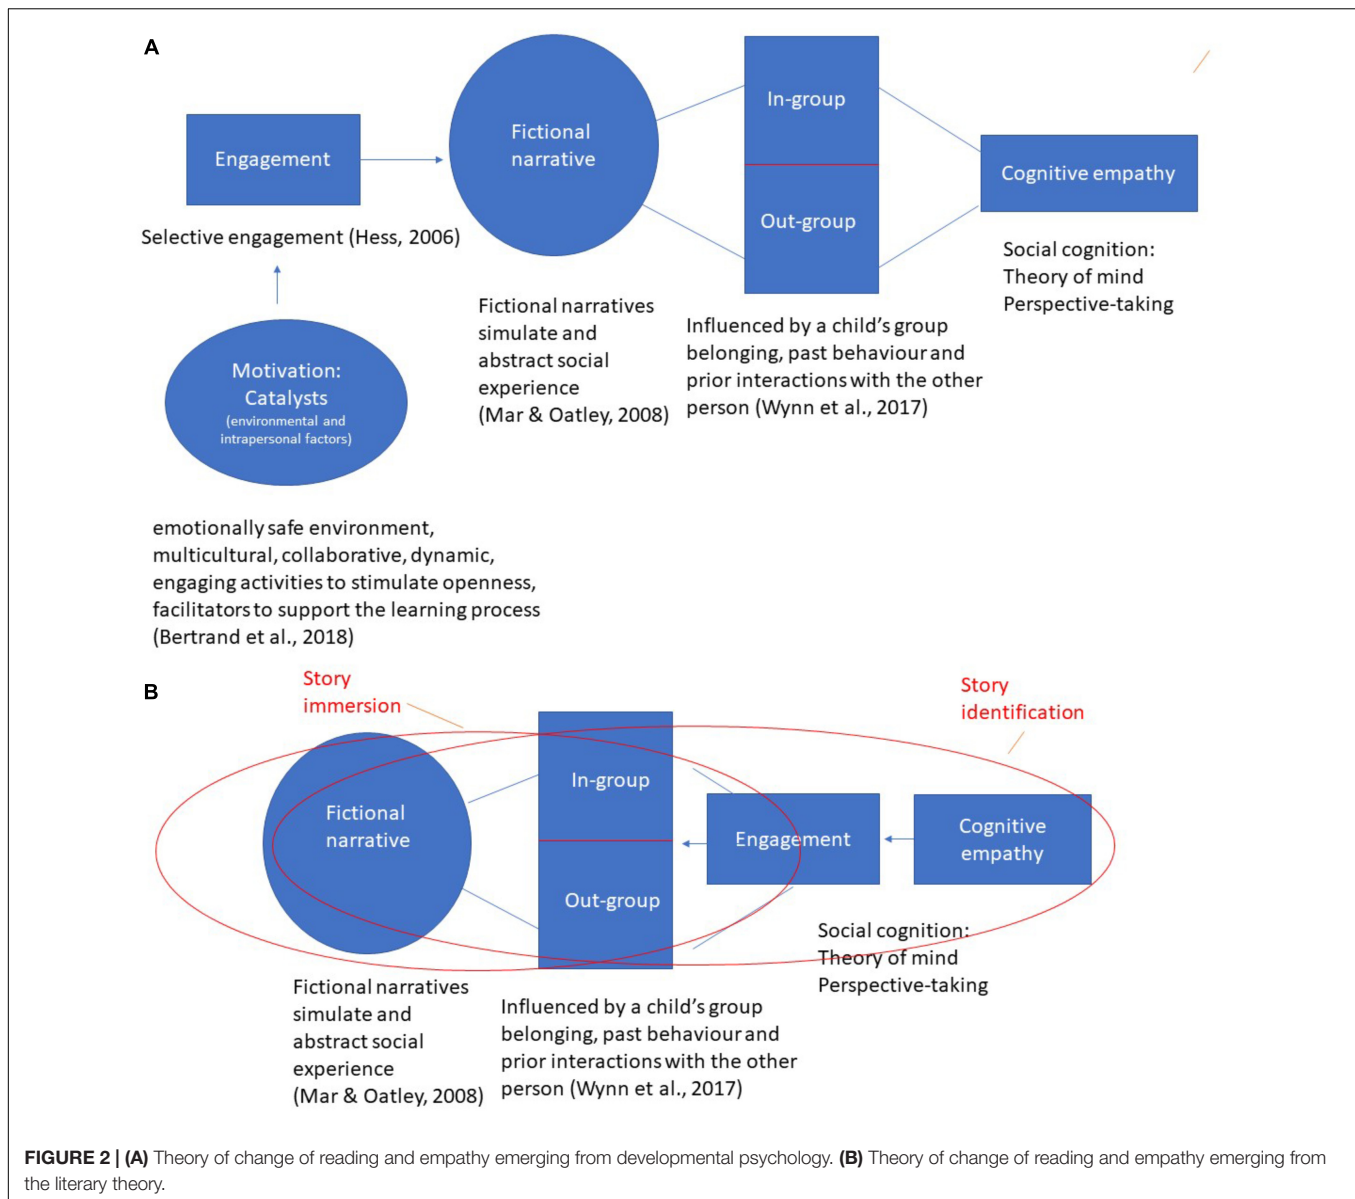 A
Engagement
Selective engagement (Hess, 2006)
Motivation:
Catalysts
(environmental and
intrapersonal factors)
emotionally safe environment,
multicultural, collaborative, dynamic,
engaging activities to stimulate openness,
facilitators to support the learning process
(Bertrand et al., 2018)
Fictional
narrative
Fictional narratives
simulate and
abstract social
experience
(Mar & Oatley, 2008)
In-group
Out-group
Influenced by a child’s group
belonging, past behaviour and
prior interactions with the other
person (Wynn et al., 2017)
Cognitive empathy
Social cognition:
Theory of mind
Perspective-taking
B
Story
immersion
Story
identification
Fictional
narrative
Fictional narratives
simulate and
abstract social
experience
(Mar & Oatley, 2008)
In-group
Out-group
Influenced by a child’s group
belonging, past behaviour and
prior interactions with the other
person (Wynn et al., 2017)
Engagement
Cognitive
empathy
Social cognition:
Theory of mind
Perspective-taking
FIGURE 2 | (A) Theory of change of reading and empathy emerging from developmental psychology. (B) Theory of change of reading and empathy emerging from
the literary theory.